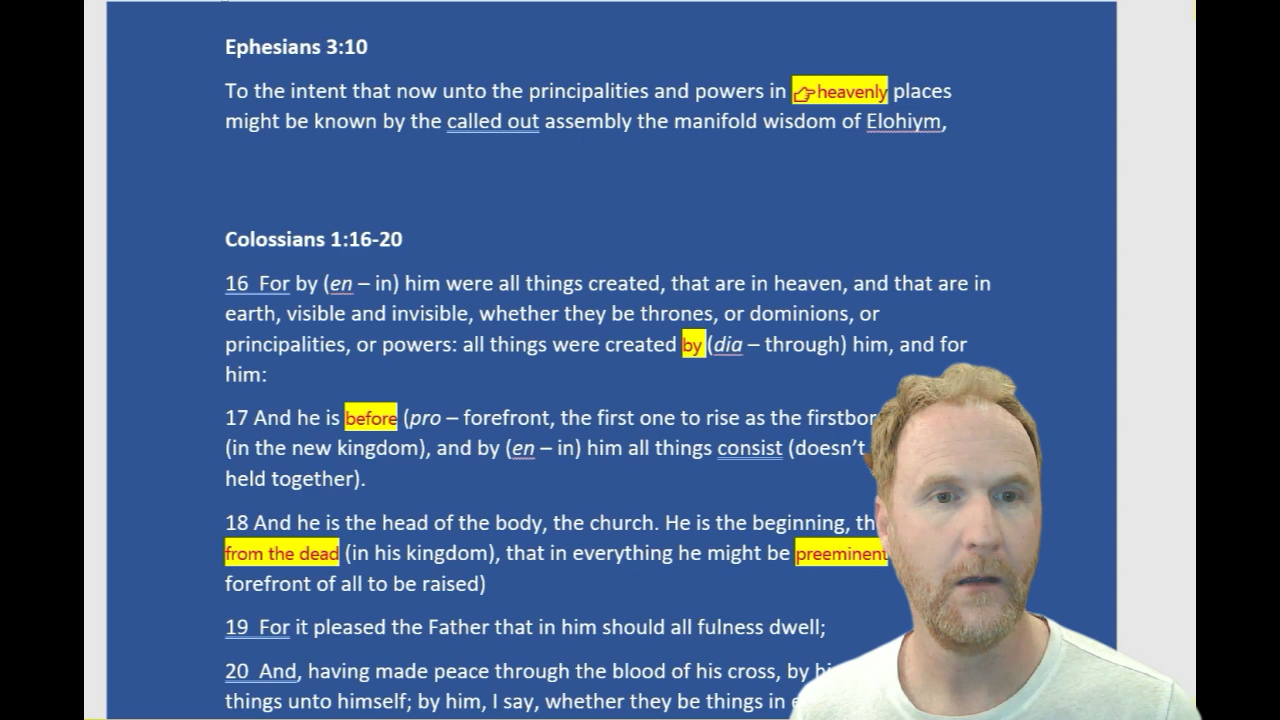 Ephesians 3:10
To the intent that now unto the principalities and powers in 👉heavenly places
might be known by the called out assembly the manifold wisdom of Elohiym,
Colossians 1:16-20
16 For by (en – in) him were all things created, that are in heaven, and that are in
earth, visible and invisible, whether they be thrones, or dominions, or
principalities, or powers: all things were created by (dia – through) him, and for
him:
17 And he is before (pro – forefront, the first one to rise as the
(in the new kingdom), and by (en – in) him all things consist (doesn’t
held together).
18 And he is the head of the body, the church. He is the beginning,
from the dead (in his kingdom), that in everything he might be preeminent
forefront of all to be raised)
19 For it pleased the Father that in him should all fulness dwell;
20 And, having made peace through the blood of his cross, by
things unto himself; by him, I say, whether they be things in